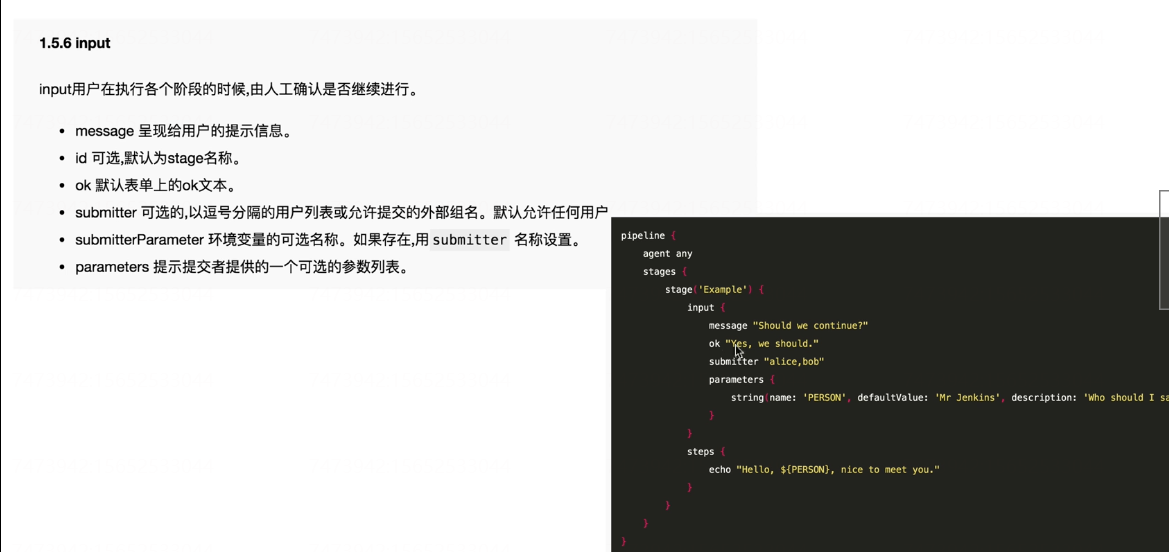 1.5.6 input
input用户在执行各个阶段的时候,由人工确认是否继续进行。
• message 呈现给用户的提示信息。
• id 可选,默认为stage名称。
• ok 默认表单上的ok文本。
• submitter 可选的,以逗号分隔的用户列表或允许提交的外部组名。默认允许任何用户
• submitterParameter 环境变量的可选名称。如果存在,用 submitter 名称设置。
• parameters 提示提交者提供的一个可选的参数列表。
pipeline {
agent any
stages {
stage('Example') {
input {
message "Should we continue?"
ok "Yes, we should."
submitter "alice,bob"
parameters {
string(name: 'PERSON', defaultValue: 'Mr Jenkins', description: 'Who should I sa
}
}
steps {
echo "Hello, ${PERSON}, nice to meet you."
}
}
}
}